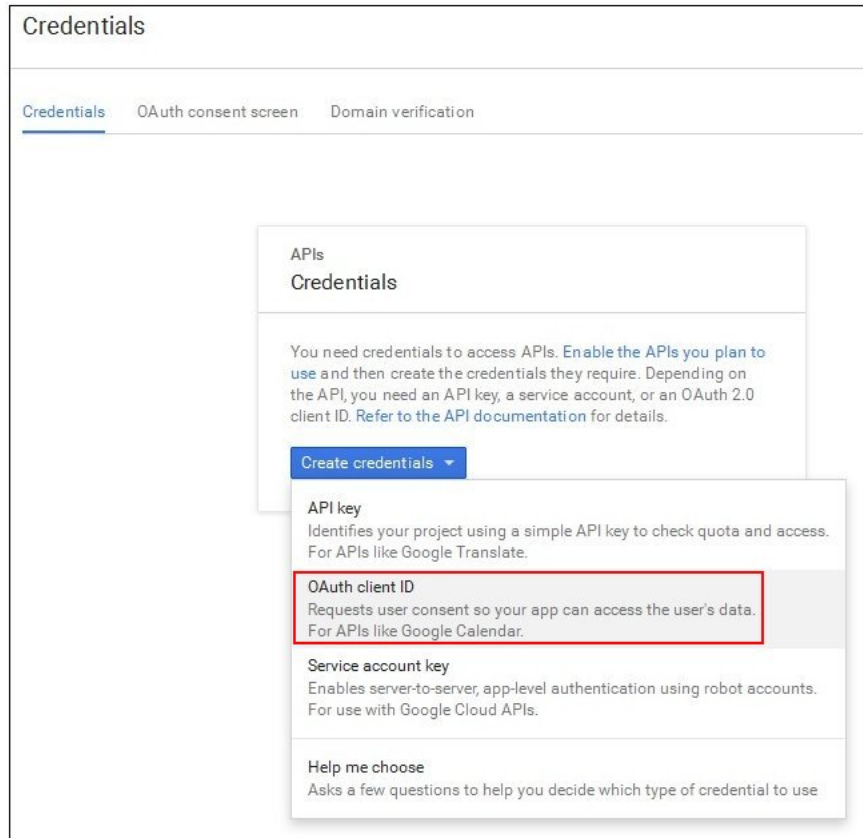 Credentials
Credentials OAuth consent screen Domain verification
APIs
Credentials
You need credentials to access APIs. Enable the APIs you plan to
use and then create the credentials they require. Depending on
the API, you need an API key, a service account, or an OAuth 2.0
client ID. Refer to the API documentation for details.
Create credentials
API key
Identifies your project using a simple API key to check quota and access.
For APIs like Google Translate.
OAuth client ID
Requests user consent so your app can access the user's data.
For APIs like Google Calendar.
Service account key
Enables server-to-server, app-level authentication using robot accounts.
For use with Google Cloud APIs.
Help me choose
Asks a few questions to help you decide which type of credential to use